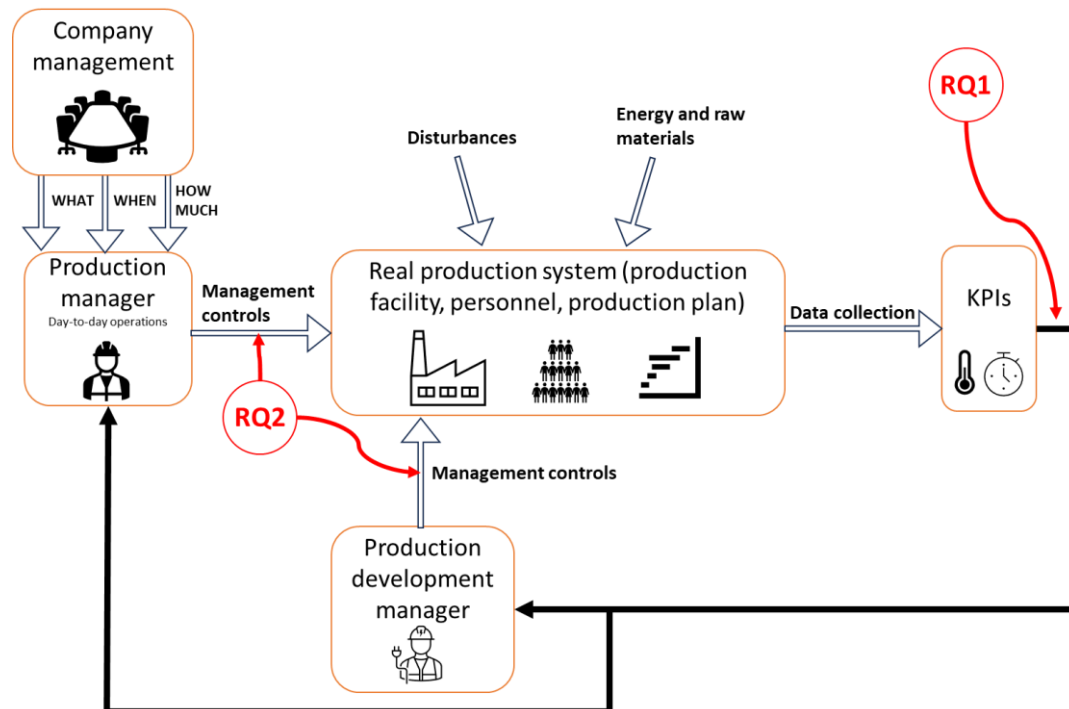 Company
management
RQ1
Disturbances
Energy and raw
materials
WHAT
WHEN
HOW
MUCH
Production
manager
Day-to-day operations
Management
controls
Real production system (production
facility, personnel, production plan)
Data collection
KPIs
RQ2
Management controls
Production
development
manager